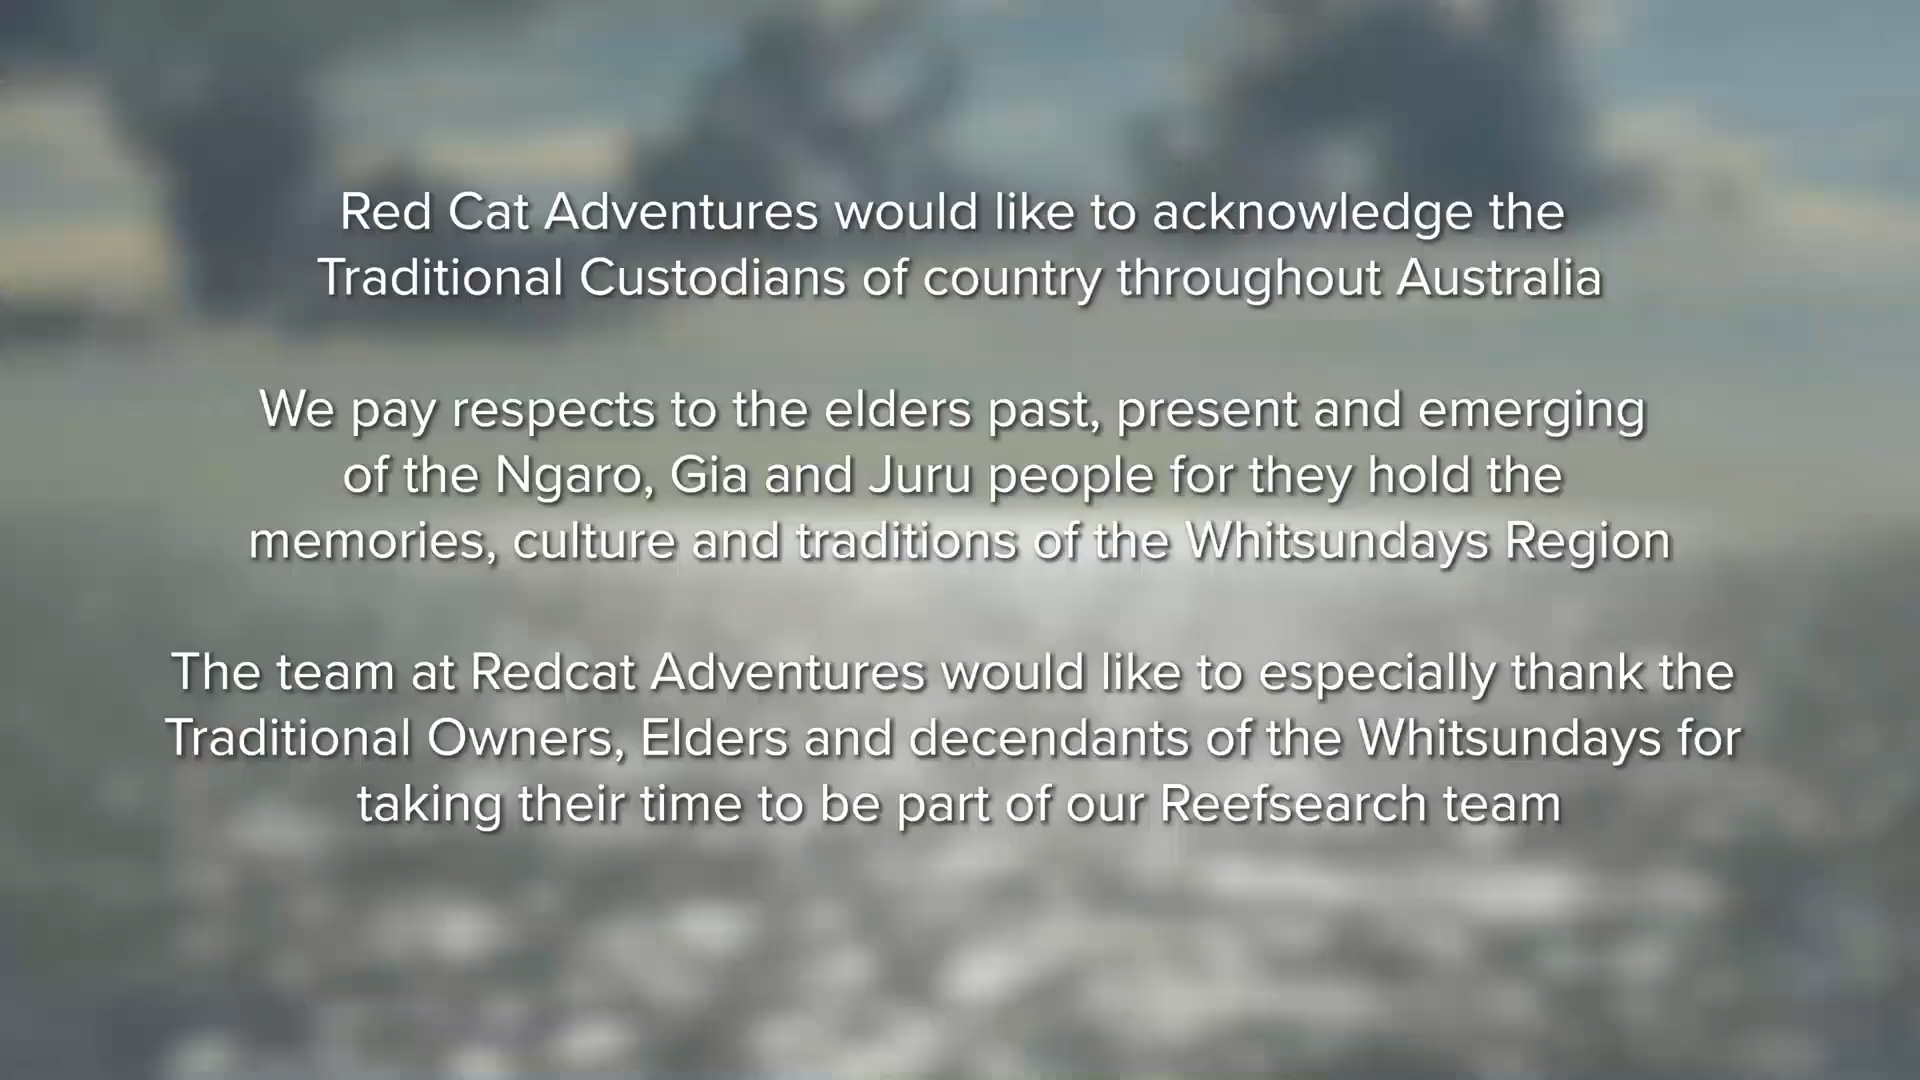 Red Cat Adventures would like to acknowledge the
Traditional Custodians of country throughout Australia
We pay respects to the elders past, present and emerging
of the Ngaro, Gia and Juru people for they hold the
memories, culture and traditions of the Whitsundays Region
The team at Redcat Adventures would like to especially thank the
Traditional Owners, Elders and decendants of the Whitsundays for
taking their time to be part of our Reefsearch team